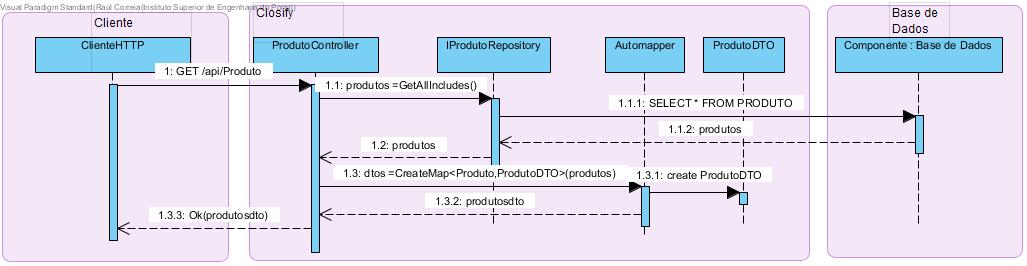 Visual Paradigm Standard(Raúl Correia(Instituto Superior de Engenharia do Porto))
Cliente
Closify
Base de
Dados
ClienteHTTP
ProdutoController
IProdutoRepository
Automapper
ProdutoDTO
Componente : Base de Dados
1: GET /api/Produto
1.1: produtos =GetAllIncludes()
1.1.1: SELECT * FROM PRODUTO
1.1.2: produtos
1.2: produtos
1.3: dtos =CreateMap<Produto,ProdutoDTO>(produtos)
1.3.1: create ProdutoDTO
1.3.2: produtosdto
1.3.3: Ok(produtosdto)